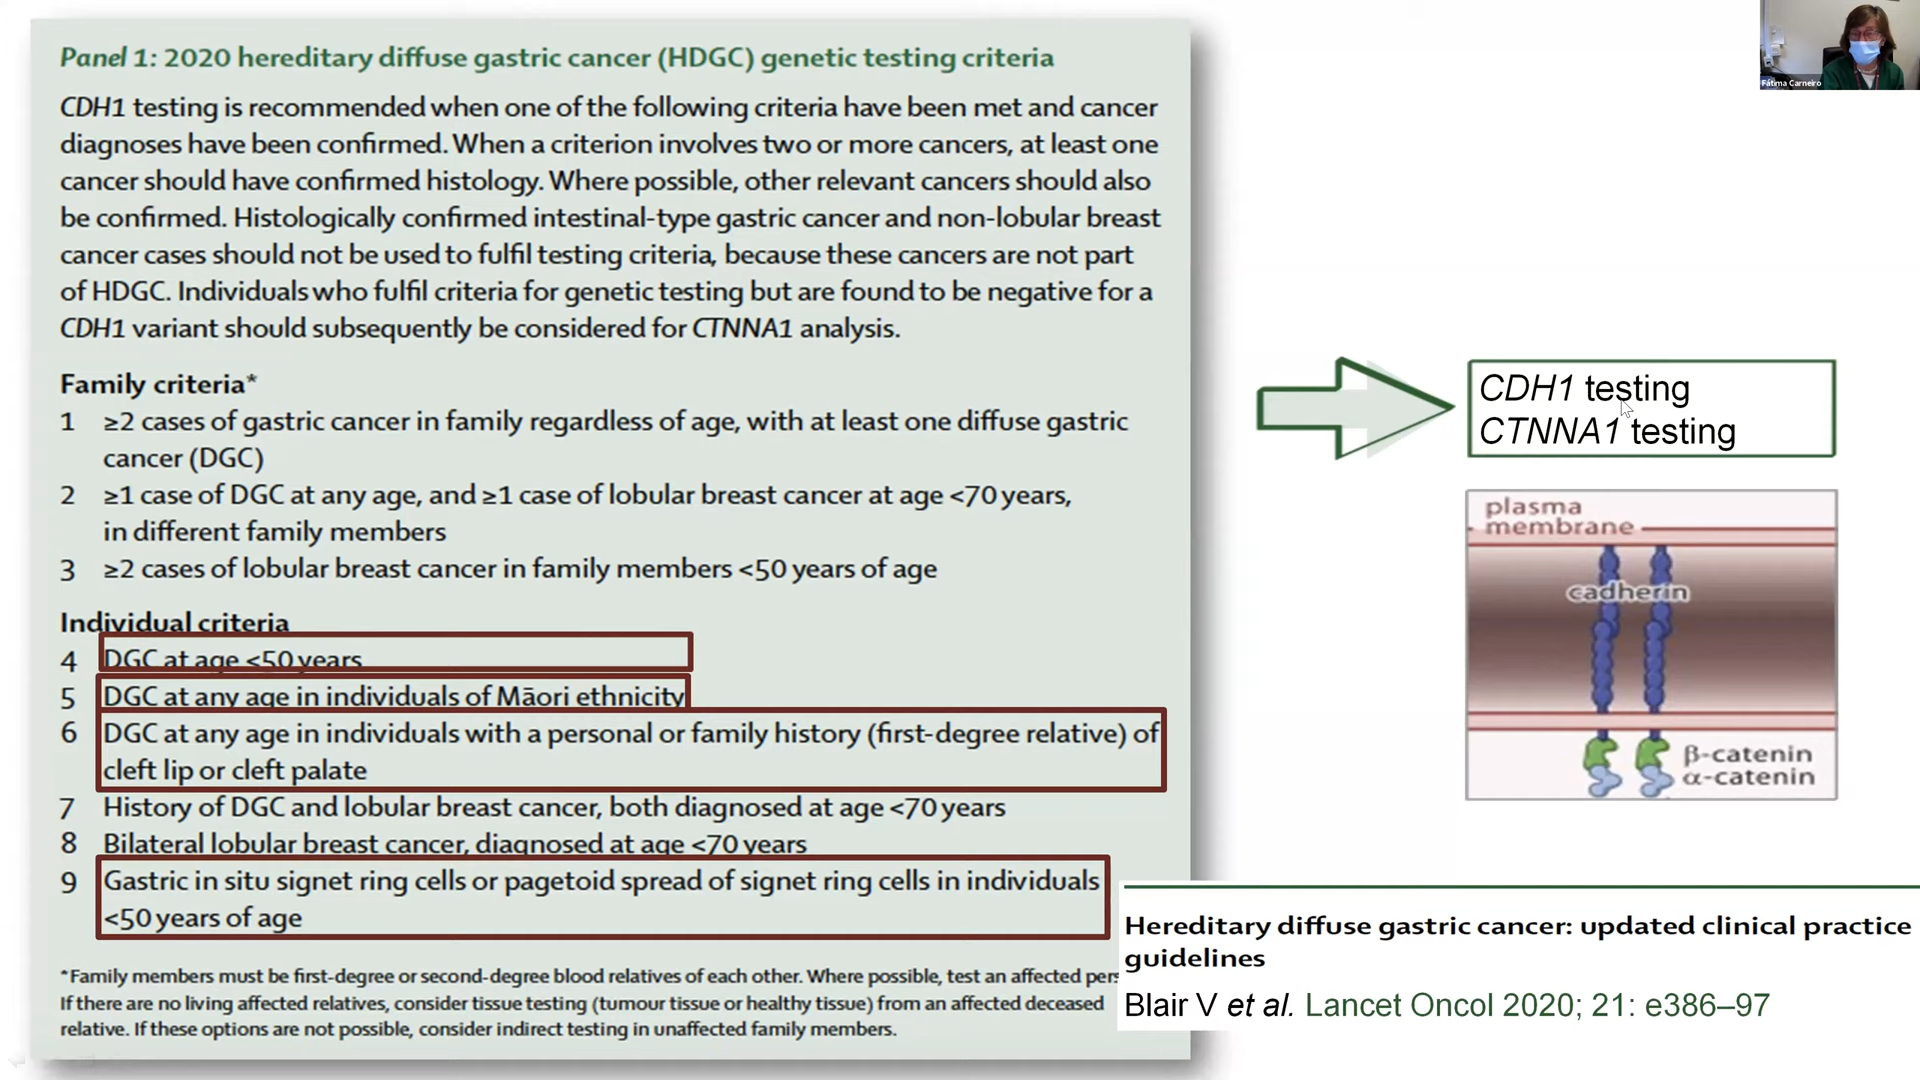 Panel 1: 2020 hereditary diffuse gastric cancer (HDGC) genetic testing criteria
CDH1 testing is recommended when one of the following criteria have been met and cancer
diagnoses have been confirmed. When a criterion involves two or more cancers, at least one
cancer should have confirmed histology. Where possible, other relevant cancers should also
be confirmed. Histologically confirmed intestinal-type gastric cancer and non-lobular breast
cancer cases should not be used to fulfil testing criteria, because these cancers are not part
of HDGC. Individuals who fulfil criteria for genetic testing but are found to be negative for a
CDH1 variant should subsequently be considered for CTNNA1 analysis.
Family criteria*
1 ≥2 cases of gastric cancer in family regardless of age, with at least one diffuse gastric
cancer (DGC)
2 ≥1 case of DGC at any age, and ≥1 case of lobular breast cancer at age <70 years,
in different family members
3 ≥2 cases of lobular breast cancer in family members <50 years of age
Individual criteria
4 DGC at age <50 years
5 DGC at any age in individuals of Māori ethnicity
6 DGC at any age in individuals with a personal or family history (first-degree relative) of
cleft lip or cleft palate
7 History of DGC and lobular breast cancer, both diagnosed at age <70 years
8 Bilateral lobular breast cancer, diagnosed at age <70 years
9 Gastric in situ signet ring cells or pagetoid spread of signet ring cells in individuals
<50 years of age
*Family members must be first-degree or second-degree blood relatives of each other. Where possible, test an affected pers
If there are no living affected relatives, consider tissue testing (tumour tissue or healthy tissue) from an affected deceased
relative. If these options are not possible, consider indirect testing in unaffected family members.
Fátima Carneiro
CDH1 testing
CTNNA1 testing
plasma
membrane
cadherin
β-catenin
α-catenin
Hereditary diffuse gastric cancer: updated clinical practice
guidelines
Blair V et al. Lancet Oncol 2020; 21: e386–97